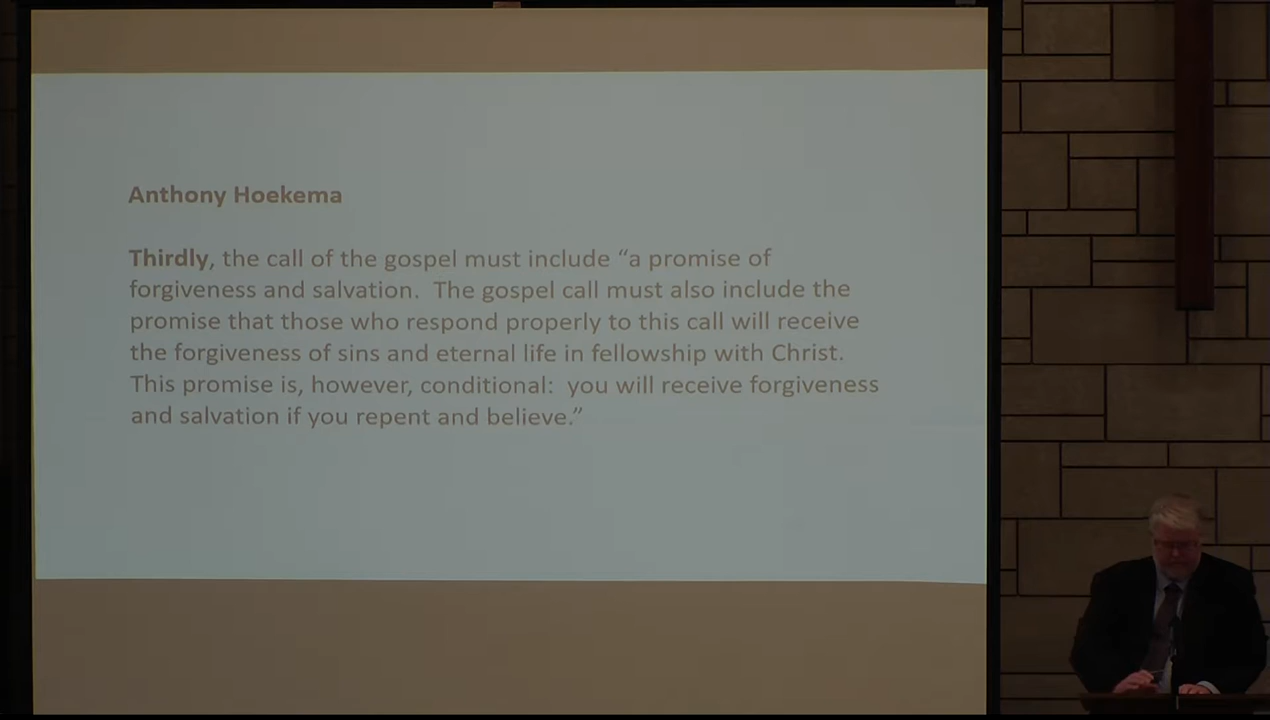 Anthony Hoekema
Thirdly, the call of the gospel must include “a promise of
forgiveness and salvation.  The gospel call must also include the
promise that those who respond properly to this call will receive
the forgiveness of sins and eternal life in fellowship with Christ.
This promise is, however, conditional:  you will receive forgiveness
and salvation if you repent and believe.”